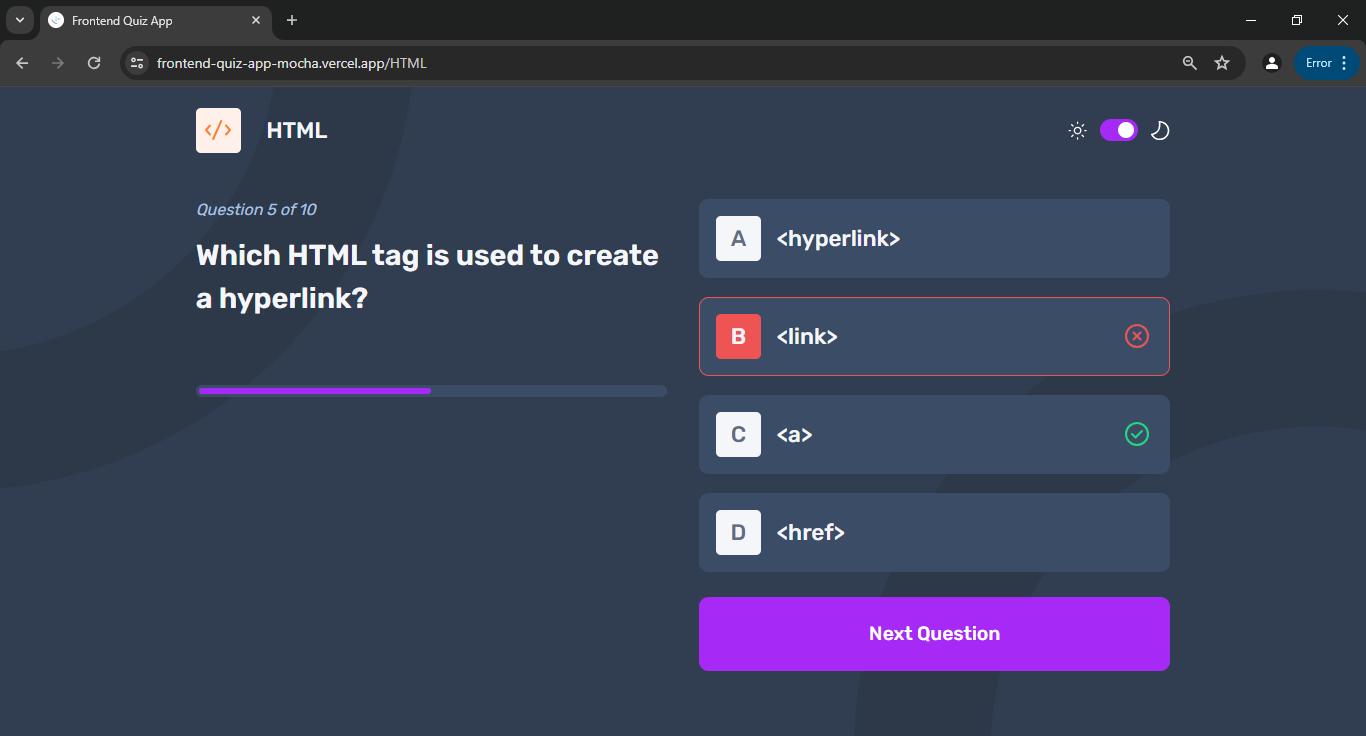 Frontend Quiz App
frontend-quiz-app-mocha.vercel.app/HTML
Error
</> HTML
Question 5 of 10
Which HTML tag is used to create
a hyperlink?
A <hyperlink>
B <link>
C <a>
D <href>
Next Question